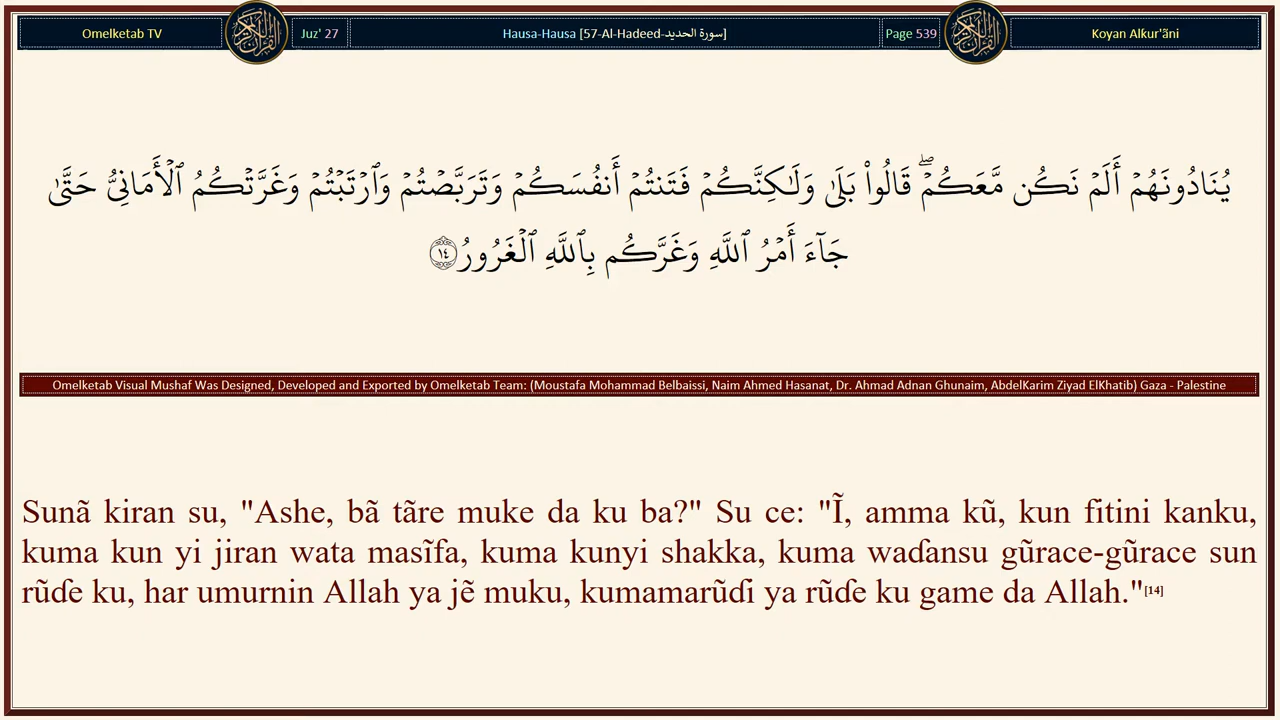 Omelketab TV
Juz' 27
Hausa-Hausa [57-Al-Hadeed-سورة الحديد]
Page 539
Koyan Alƙur'ãni
يُنَادُونَهُمۡ أَلَمۡ نَكُن مَّعَكُمۡۖ قَالُواْ بَلَىٰ وَلَٰكِنَّكُمۡ فَتَنتُمۡ أَنفُسَكُمۡ وَتَرَبَّصۡتُمۡ وَٱرۡتَبۡتُمۡ وَغَرَّتۡكُمُ ٱلۡأَمَانِيُّ حَتَّىٰ
جَآءَ أَمۡرُ ٱللَّهِ وَغَرَّكُم بِٱللَّهِ ٱلۡغَرُورُ ١٤
Omelketab Visual Mushaf Was Designed, Developed and Exported by Omelketab Team: (Moustafa Mohammad Belbaissi, Naim Ahmed Hasanat, Dr. Ahmad Adnan Ghunaim, AbdelKarim Ziyad ElKhatib) Gaza - Palestine
Sunã kiran su, "Ashe, bã tãre muke da ku ba?" Su ce: "Ĩ, amma kũ, kun fitini kanku,
kuma kun yi jiran wata masĩfa, kuma kunyi shakka, kuma waɗansu gũrace-gũrace sun
rũɗe ku, har umurnin Allah ya jẽ muku, kumamarũɗi ya rũɗe ku game da Allah."[14]